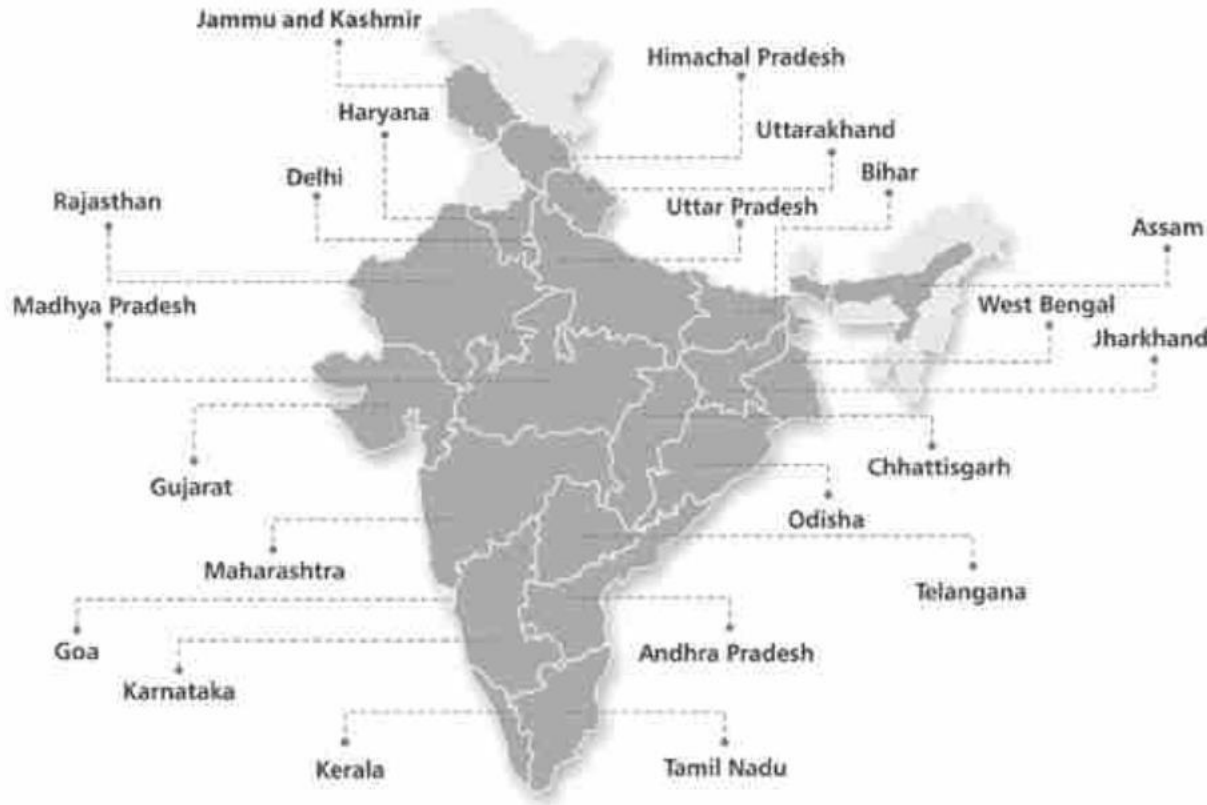 Jammu and Kashmir
Himachal Pradesh
Haryana
Uttarakhand
Delhi
Bihar
Rajasthan
Uttar Pradesh
Assam
Madhya Pradesh
West Bengal
Jharkhand
Chhattisgarh
Gujarat
Odisha
Maharashtra
Telangana
Goa
Andhra Pradesh
Karnataka
Kerala
Tamil Nadu